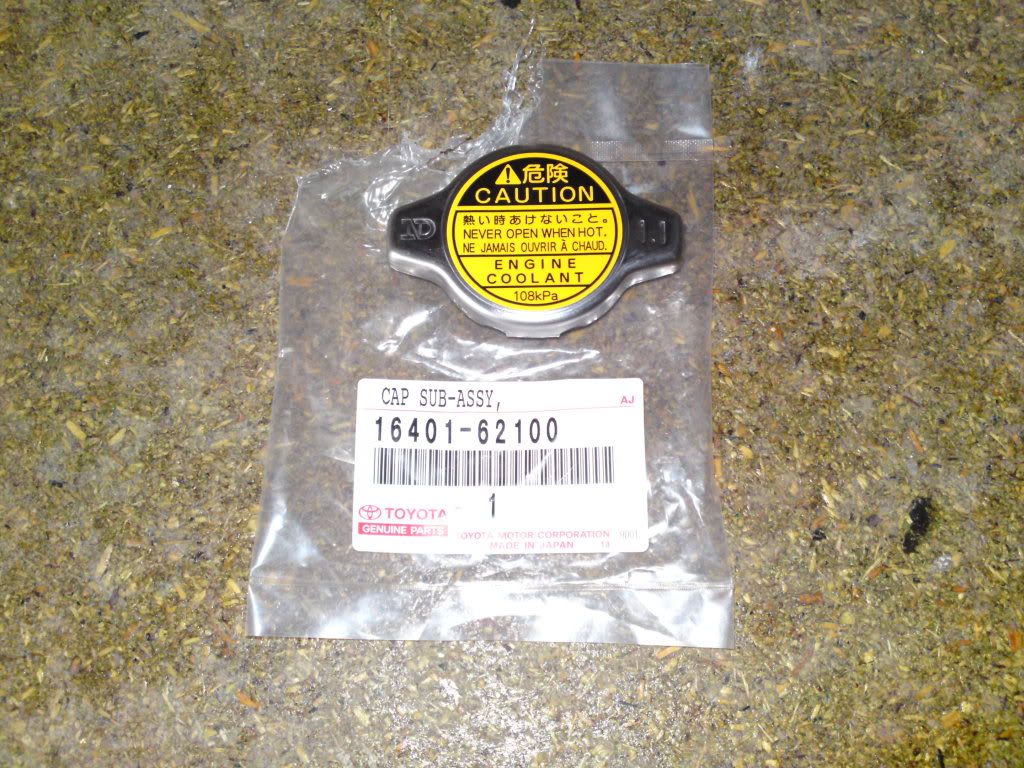 危険
CAUTION
熱い時あけないこと。
NEVER OPEN WHEN HOT.
NE JAMAIS OUVRIR À CHAUD.
ENGINE
COOLANT
108kPa
ND
CAP SUB-ASSY,
AJ
16401-62100
1
TOYOTA
GENUINE PARTS
TOYOTA MOTOR CORPORATION
MADE IN JAPAN